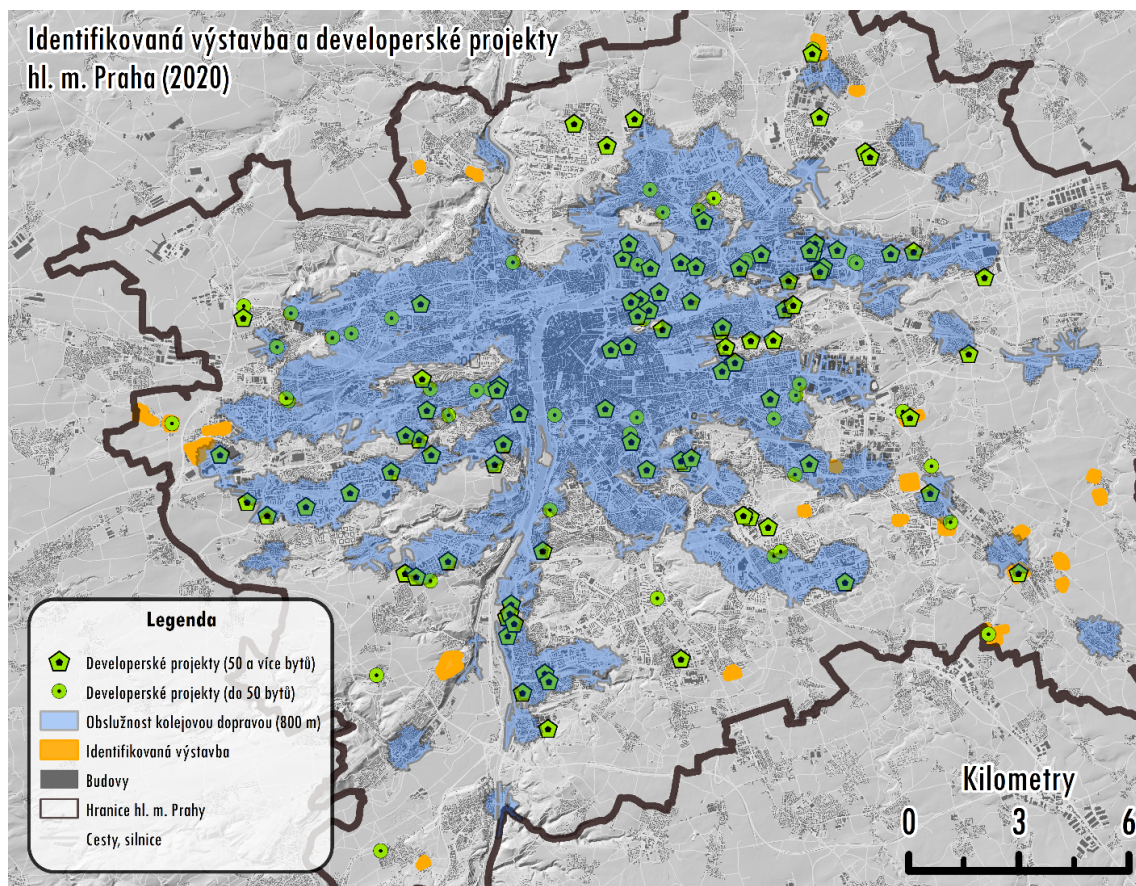 Identifikovaná výstavba a developerské projekty
hl. m. Praha (2020)
Legenda
Developerské projekty (50 a více bytů)
Developerské projekty (do 50 bytů)
Obslužnost kolejovou dopravou (800 m)
Identifikovaná výstavba
Budovy
Hranice hl. m. Prahy
Cesty, silnice
Kilometry
0 3 6